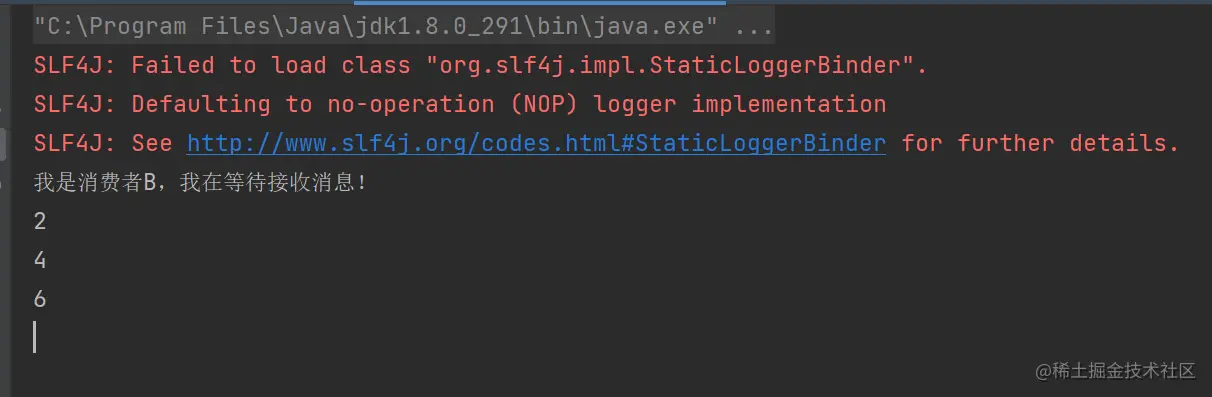 "C:\Program Files\Java\jdk1.8.0_291\bin\java.exe" ...
SLF4J: Failed to load class "org.slf4j.impl.StaticLoggerBinder".
SLF4J: Defaulting to no-operation (NOP) logger implementation
SLF4J: See http://www.slf4j.org/codes.html#StaticLoggerBinder for further details.
我是消费者B，我在等待接收消息!
2
4
6
@稀土掘金技术社区